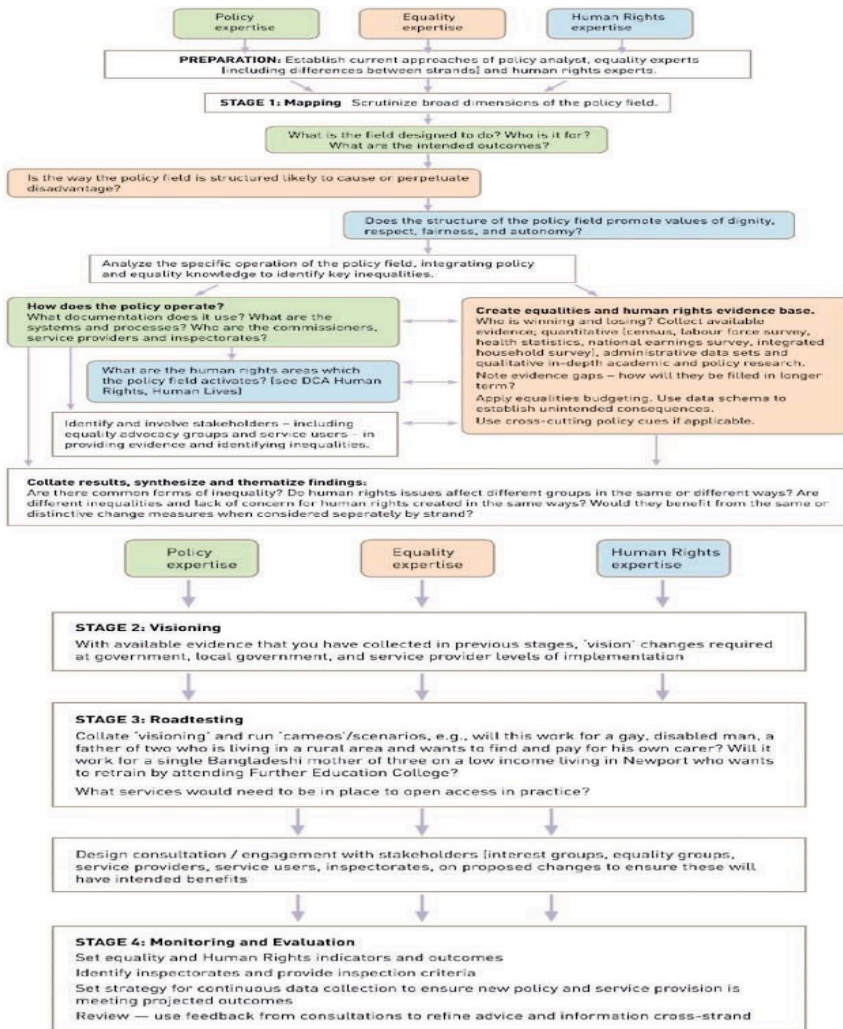 Policy
expertise
Equality
expertise
Human Rights
expertise
PREPARATION: Establish current approaches of policy analyst, equality experts
[including differences between strands] and human rights experts.
STAGE 1: Mapping Scrutinize broad dimensions of the policy field.
What is the field designed to do? Who is it for?
What are the intended outcomes?
Is the way the policy field is structured likely to cause or perpetuate
disadvantage?
Does the structure of the policy field promote values of dignity,
respect, fairness, and autonomy?
Analyze the specific operation of the policy field, integrating policy
and equality knowledge to identify key inequalities.
How does the policy operate?
What documentation does it use? What are the
systems and processes? Who are the commissioners,
service providers and inspectorates?
Create equalities and human rights evidence base.
Who is winning and losing? Collect available
evidence; quantitative [census, labour force survey,
health statistics, national earnings survey, integrated
household survey], administrative data sets and
qualitative in-depth academic and policy research.
Note evidence gaps – how will they be filled in longer
term?
Apply equalities budgeting. Use data schema to
establish unintended consequences.
Use cross-cutting policy cues if applicable.
What are the human rights areas which
the policy field activates? [see DCA Human
Rights, Human Lives]
Identify and involve stakeholders – including
equality advocacy groups and service users – in
providing evidence and identifying inequalities.
Collate results, synthesize and thematize findings:
Are there common forms of inequality? Do human rights issues affect different groups in the same or different ways? Are
different inequalities and lack of concern for human rights created in the same ways? Would they benefit from the same or
distinctive change measures when considered seperately by strand?
Policy
expertise
Equality
expertise
Human Rights
expertise
STAGE 2: Visioning
With available evidence that you have collected in previous stages, 'vision' changes required
at government, local government, and service provider levels of implementation
STAGE 3: Roadtesting
Collate 'visioning' and run 'cameos'/scenarios, e.g., will this work for a gay, disabled man, a
father of two who is living in a rural area and wants to find and pay for his own carer? Will it
work for a single Bangladeshi mother of three on a low income living in Newport who wants
to retrain by attending Further Education College?
What services would need to be in place to open access in practice?
Design consultation / engagement with stakeholders [interest groups, equality groups,
service providers, service users, inspectorates, on proposed changes to ensure these will
have intended benefits
STAGE 4: Monitoring and Evaluation
Set equality and Human Rights indicators and outcomes
Identify inspectorates and provide inspection criteria
Set strategy for continuous data collection to ensure new policy and service provision is
meeting projected outcomes
Review — use feedback from consultations to refine advice and information cross-strand